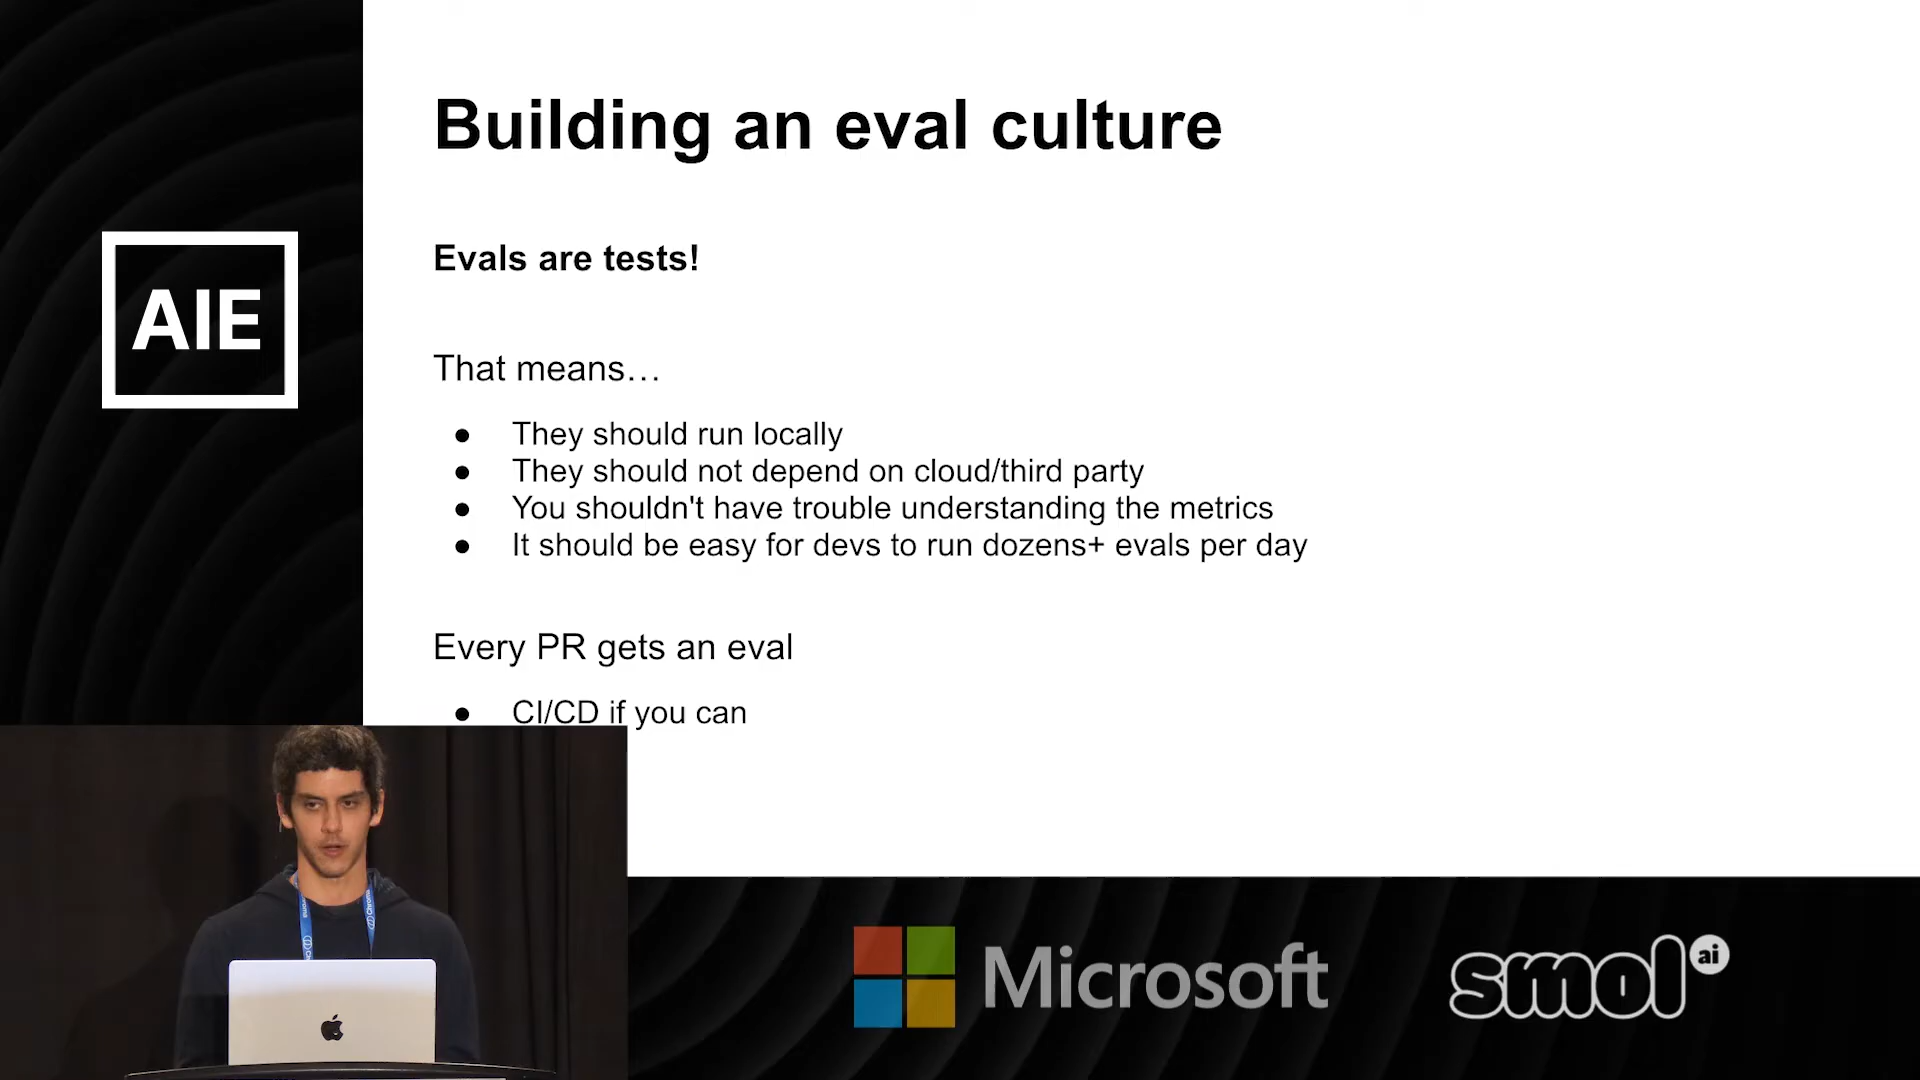 Building an eval culture
Evals are tests!
AIE
That means…
● They should run locally
● They should not depend on cloud/third party
● You shouldn't have trouble understanding the metrics
● It should be easy for devs to run dozens+ evals per day
Every PR gets an eval
● CI/CD if you can
Microsoft
smol ai